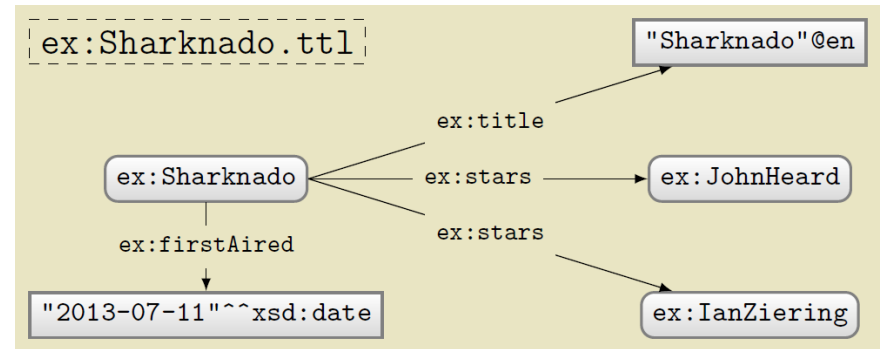 ex:Sharknado.ttl
"Sharknado"@en
ex:title
ex:Sharknado
ex:stars
ex:JohnHeard
ex:stars
ex:firstAired
"2013-07-11"^^xsd:date
ex:IanZiering